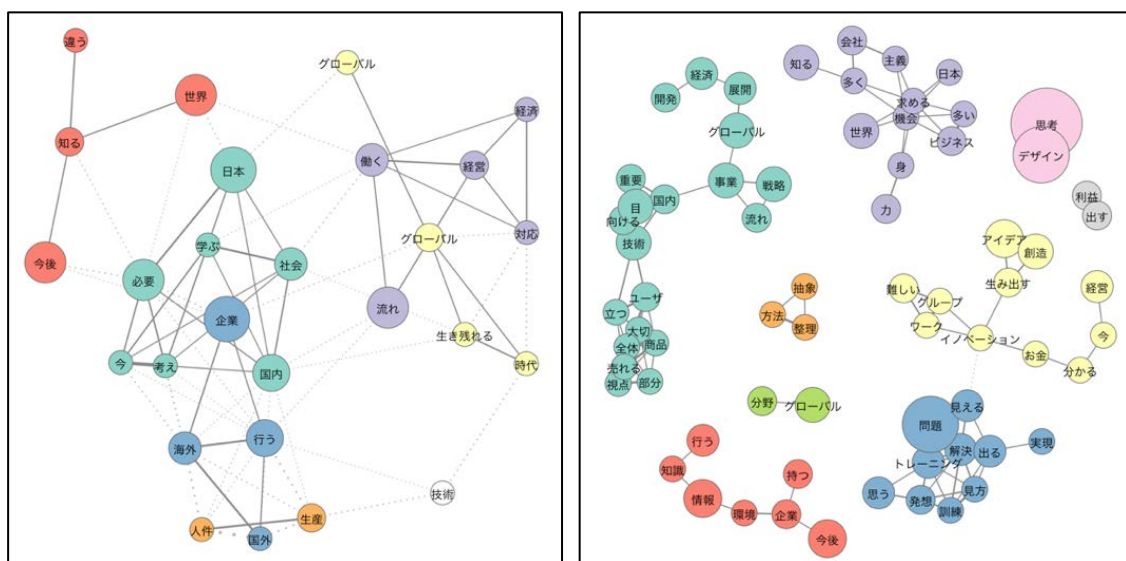 違う
グローバル
世界
経済
知る
働く
経営
日本
学ぶ
グローバル
対応
今後
必要
社会
企業
流れ
生き残れる
今
考え
国内
時代
行う
海外
技術
生産
人件
国外
会社
主義
知る
経済
展開
多く
日本
開発
求める
思考
機会
多い
グローバル
世界
ビジネス
デザイン
重要
身
国内
事業
戦略
利益
目
力
出す
向ける
流れ
アイデア
技術
創造
生み出す
抽象
難しい
経営
ユーザ
グループ
立つ
方法
整理
ワーク
今
大切
イノベーション
全体
商品
お金
売れる
分かる
視点
部分
分野
グローバル
見える
問題
行う
解決
出る
実現
知識
持つ
トレーニング
情報
思う
発想
見方
環境
企業
訓練
今後